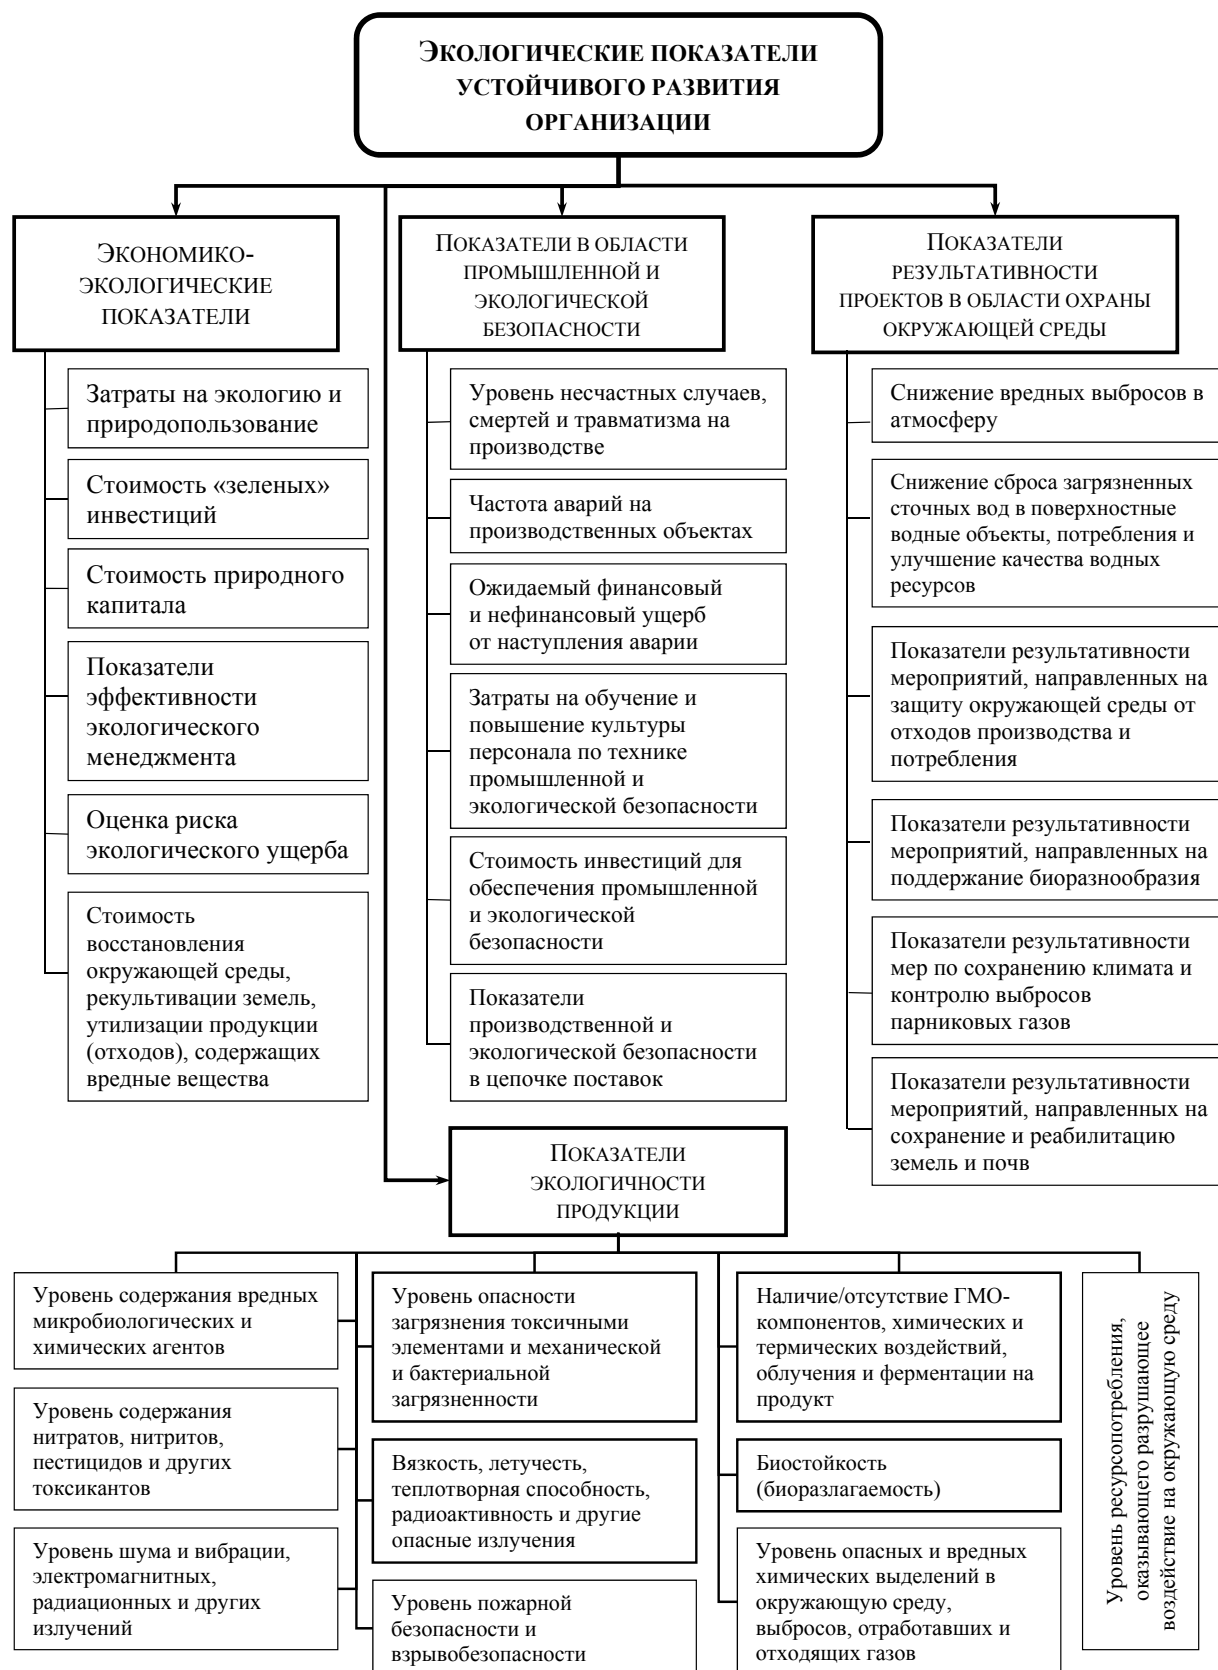 ЭКОЛОГИЧЕСКИЕ ПОКАЗАТЕЛИ
УСТОЙЧИВОГО РАЗВИТИЯ
ОРГАНИЗАЦИИ
ЭКОНОМИКО-
ЭКОЛОГИЧЕСКИЕ
ПОКАЗАТЕЛИ
Затраты на экологию и
природопользование
Стоимость «зеленых»
инвестиций
Стоимость природного
капитала
Показатели
эффективности
экологического
менеджмента
Оценка риска
экологического ущерба
Стоимость
восстановления
окружающей среды,
рекультивации земель,
утилизации продукции
(отходов), содержащих
вредные вещества
ПОКАЗАТЕЛИ В ОБЛАСТИ
ПРОМЫШЛЕННОЙ И
ЭКОЛОГИЧЕСКОЙ
БЕЗОПАСНОСТИ
Уровень несчастных случаев,
смертей и травматизма на
производстве
Частота аварий на
производственных объектах
Ожидаемый финансовый
и нефинансовый ущерб
от наступления аварии
Затраты на обучение и
повышение культуры
персонала по технике
промышленной и
экологической безопасности
Стоимость инвестиций для
обеспечения промышленной
и экологической
безопасности
Показатели
производственной и
экологической безопасности
в цепочке поставок
ПОКАЗАТЕЛИ
РЕЗУЛЬТАТИВНОСТИ
ПРОЕКТОВ В ОБЛАСТИ ОХРАНЫ
ОКРУЖАЮЩЕЙ СРЕДЫ
Снижение вредных выбросов в
атмосферу
Снижение сброса загрязненных
сточных вод в поверхностные
водные объекты, потребления и
улучшение качества водных
ресурсов
Показатели результативности
мероприятий, направленных на
защиту окружающей среды от
отходов производства и
потребления
Показатели результативности
мероприятий, направленных на
поддержание биоразнообразия
Показатели результативности
мер по сохранению климата и
контролю выбросов
парниковых газов
Показатели результативности
мероприятий, направленных на
сохранение и реабилитацию
земель и почв
ПОКАЗАТЕЛИ
ЭКОЛОГИЧНОСТИ
ПРОДУКЦИИ
Уровень содержания вредных
микробиологических и
химических агентов
Уровень содержания
нитратов, нитритов,
пестицидов и других
токсикантов
Уровень шума и вибрации,
электромагнитных,
радиационных и других
излучений
Уровень опасности
загрязнения токсичными
элементами и механической
и бактериальной
загрязненности
Вязкость, летучесть,
теплотворная способность,
радиоактивность и другие
опасные излучения
Уровень пожарной
безопасности и
взрывобезопасности
Наличие/отсутствие ГМО-
компонентов, химических и
термических воздействий,
облучения и ферментации на
продукт
Биостойкость
(биоразлагаемость)
Уровень опасных и вредных
химических выделений в
окружающую среду,
выбросов, отработавших и
отходящих газов
Уровень ресурсопотребления,
оказывающего разрушающее
воздействие на окружающую среду